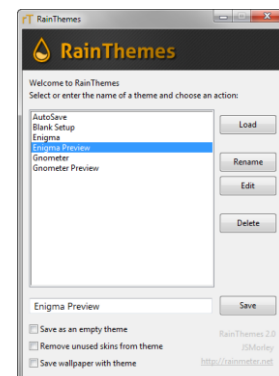 RainThemes
RainThemes
Welcome to RainThemes
Select or enter the name of a theme and choose an action:
AutoSave
Blank Setup
Enigma
Enigma Preview
Gnometer
Gnometer Preview
Load
Rename
Edit
Delete
Enigma Preview
Save
Save as an empty theme
Remove unused skins from theme
Save wallpaper with theme
RainThemes 2.0
JSMorley
http://rainmeter.net